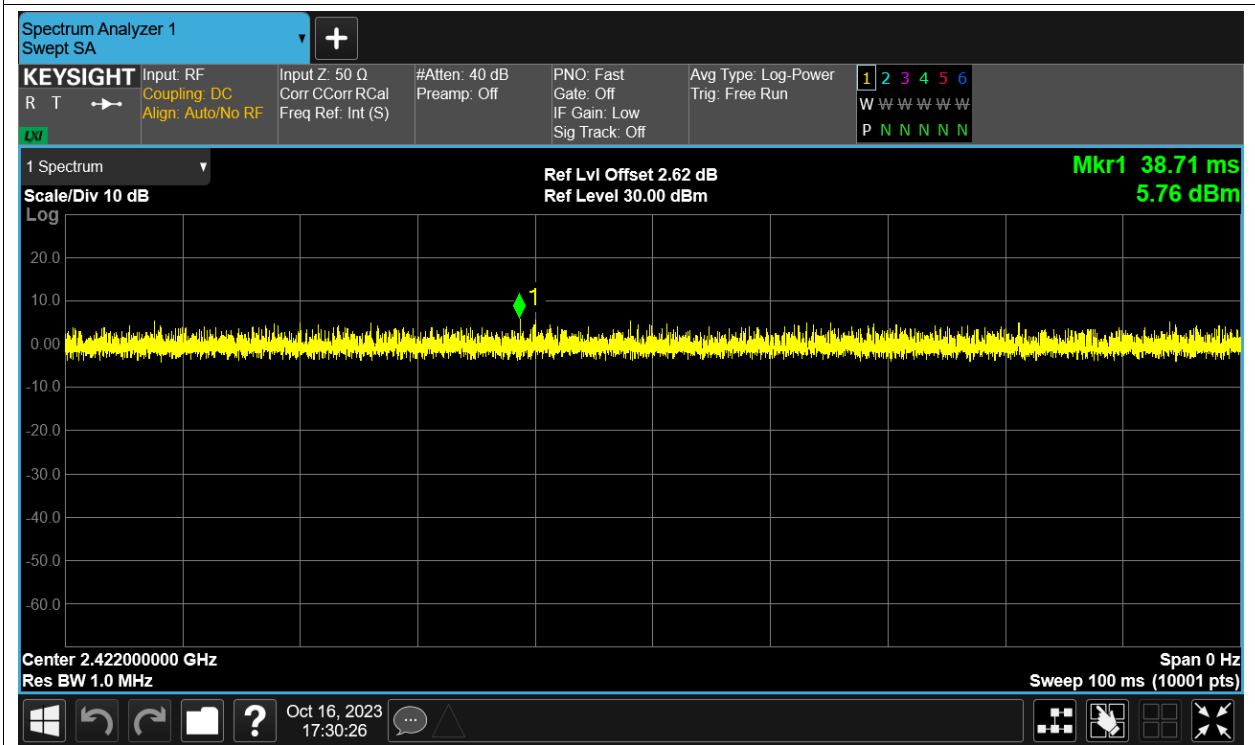 Spectrum Analyzer 1
Swept SA
KEYSIGHT
R T
LXI
Input: RF
Coupling: DC
Align: Auto/No RF
Input Z: 50 Ω
Corr CCorr RCal
Freq Ref: Int (S)
#Atten: 40 dB
Preamp: Off
PNO: Fast
Gate: Off
IF Gain: Low
Sig Track: Off
Avg Type: Log-Power
Trig: Free Run
1 2 3 4 5 6
W W W W W W
P N N N N N
1 Spectrum
Scale/Div 10 dB
Log
Ref Lvl Offset 2.62 dB
Ref Level 30.00 dBm
Mkr1 38.71 ms
5.76 dBm
20.0
10.0
1
0.00
-10.0
-20.0
-30.0
-40.0
-50.0
-60.0
Center 2.422000000 GHz
Res BW 1.0 MHz
Span 0 Hz
Sweep 100 ms (10001 pts)
?
Oct 16, 2023
17:30:26